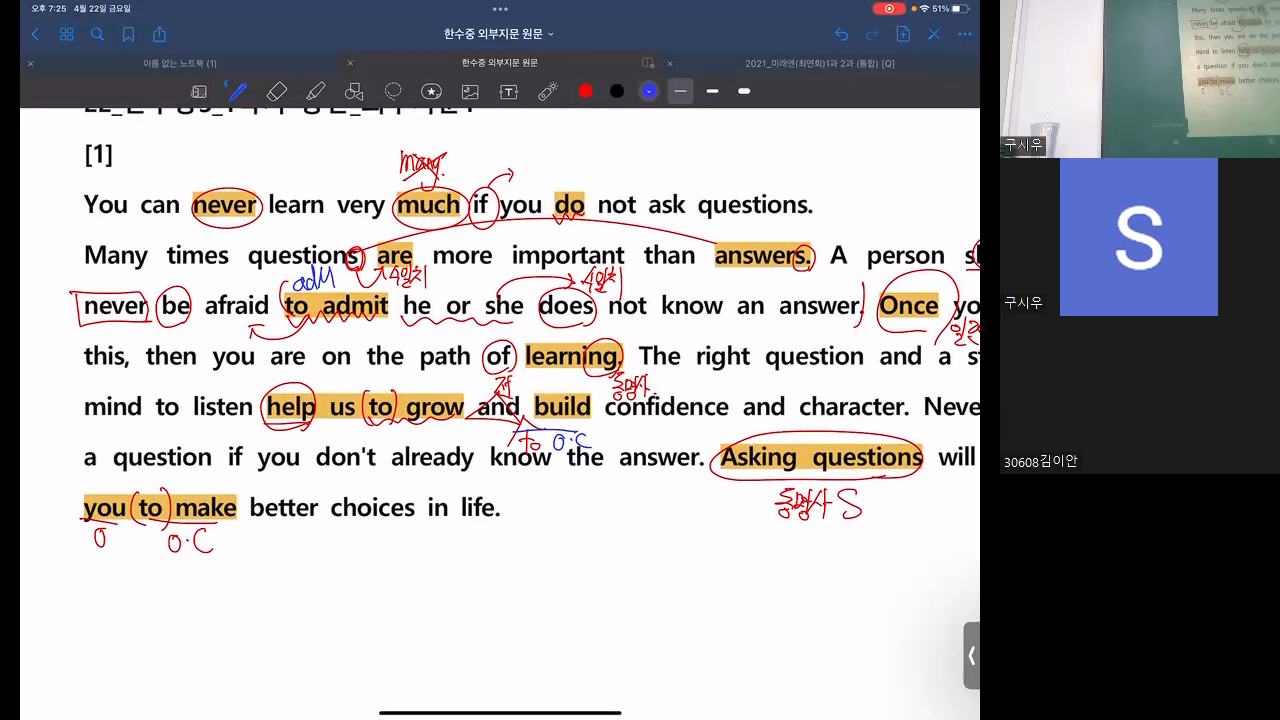 오후 7:25 4월 22일 금요일
51%
한수중 외부지문 원문
이름 없는 노트북 (1)
한수중 외부지문 원문
2021_미래엔(최연희)1과 2과 (통합) [Q]
[1]
many
You can never learn very much if you do not ask questions.
Many times questions are more important than answers. A person s
adv
수일치
수일치
never be afraid to admit he or she does not know an answer. Once yo
this, then you are on the path of learning. The right question and a st
전
동명사
mind to listen help us to grow and build confidence and character. Neve
to
O.C
a question if you don't already know the answer. Asking questions will
동명사 S
you to make better choices in life.
O
O.C
구시우
S
구시우
30608김이안